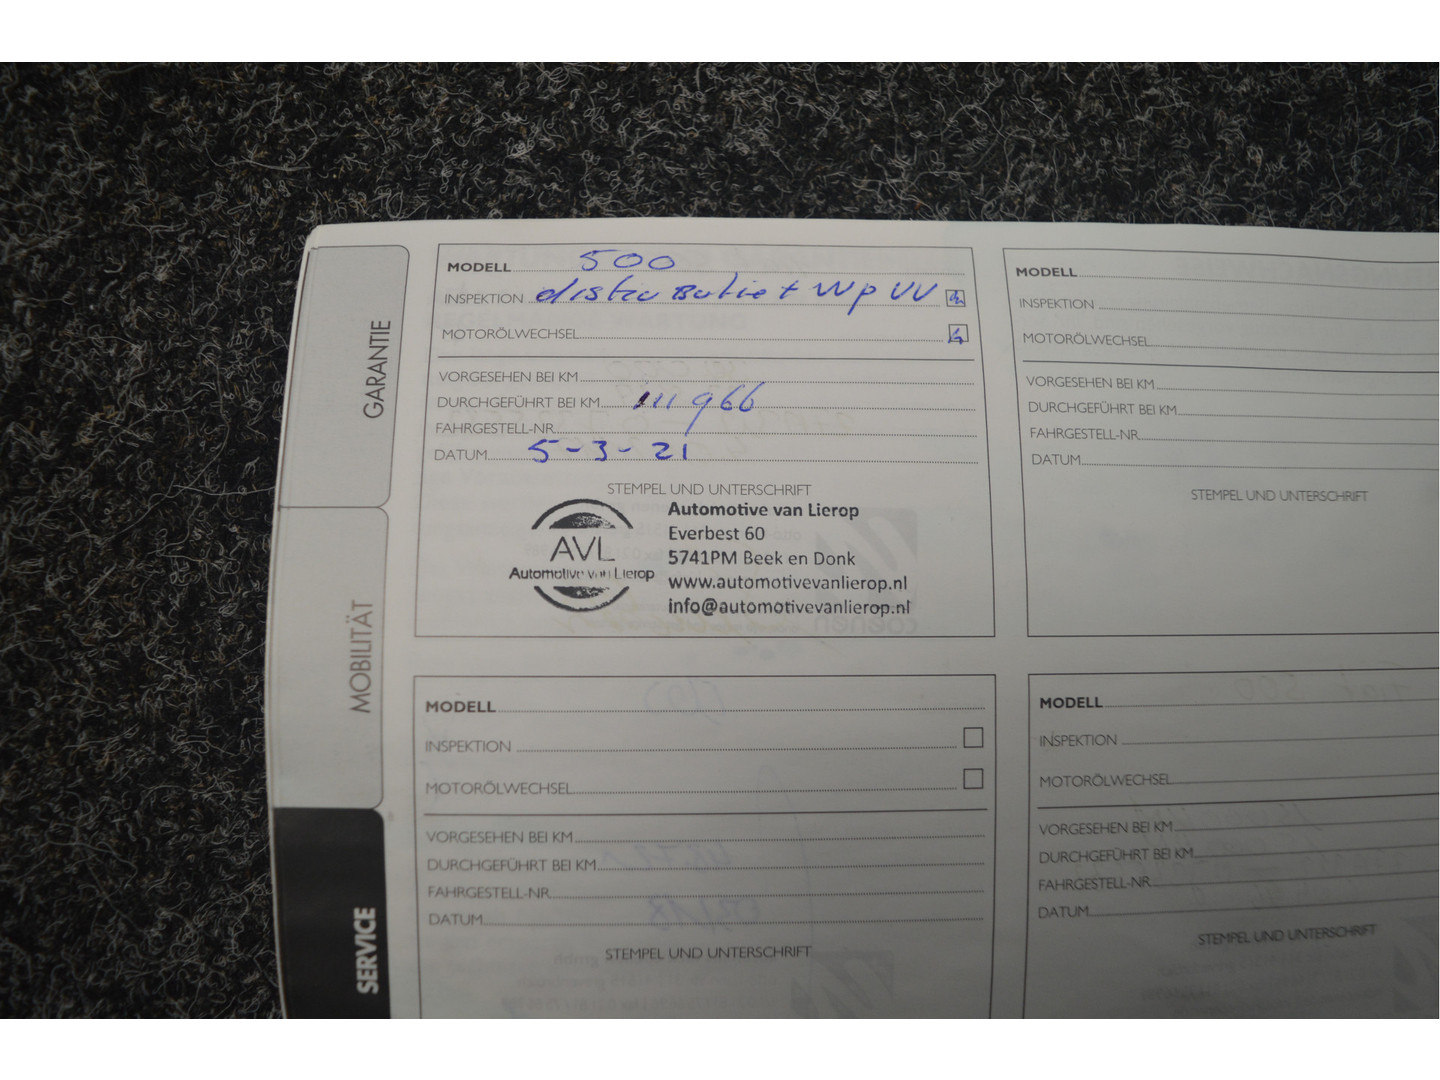 GARANTIE
MOBILITÄT
SERVICE
MODELL 500
INSPEKTION distributie + Wp VV
MOTORÖLWECHSEL
VORGESEHEN BEI KM
DURCHGEFÜHRT BEI KM 111966
FAHRGESTELL-NR.
DATUM 5-3-21
STEMPEL UND UNTERSCHRIFT
AVL
Automotive van Lierop
Automotive van Lierop
Everbest 60
5741PM Beek en Donk
www.automotivevanlierop.nl
info@automotivevanlierop.nl
MODELL
INSPEKTION
MOTORÖLWECHSEL
VORGESEHEN BEI KM
DURCHGEFÜHRT BEI KM
FAHRGESTELL-NR.
DATUM
STEMPEL UND UNTERSCHRIFT
MODELL
INSPEKTION
MOTORÖLWECHSEL
VORGESEHEN BEI KM
DURCHGEFÜHRT BEI KM
FAHRGESTELL-NR.
DATUM
STEMPEL UND UNTERSCHRIFT
MODELL
INSPEKTION
MOTORÖLWECHSEL
VORGESEHEN BEI KM
DURCHGEFÜHRT BEI KM
FAHRGESTELL-NR.
DATUM
STEMPEL UND UNTERSCHRIFT